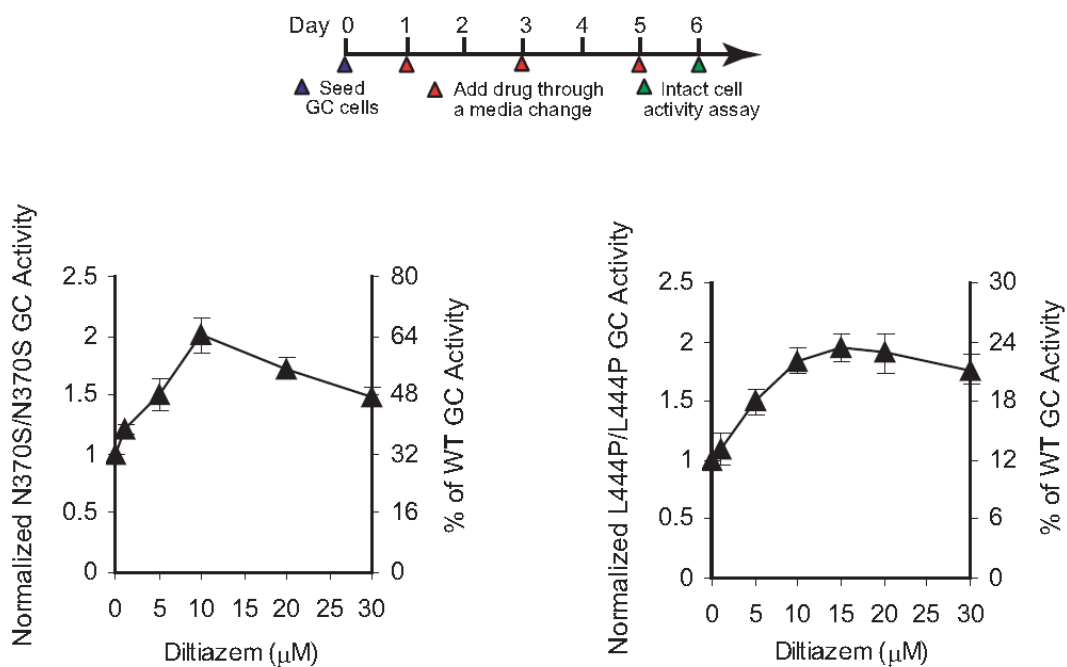 Day 0 1 2 3 4 5 6
Seed
GC cells
Add drug through
a media change
Intact cell
activity assay
Normalized N370S/N370S GC Activity
2.5
2
1.5
1
0.5
0
80
64
48
32
16
0
% of WT GC Activity
0 5 10 15 20 30
Diltiazem (μM)
Normalized L444P/L444P GC Activity
2.5
2
1.5
1
0.5
0
30
24
18
12
6
0
% of WT GC Activity
0 5 10 15 20 30
Diltiazem (μM)